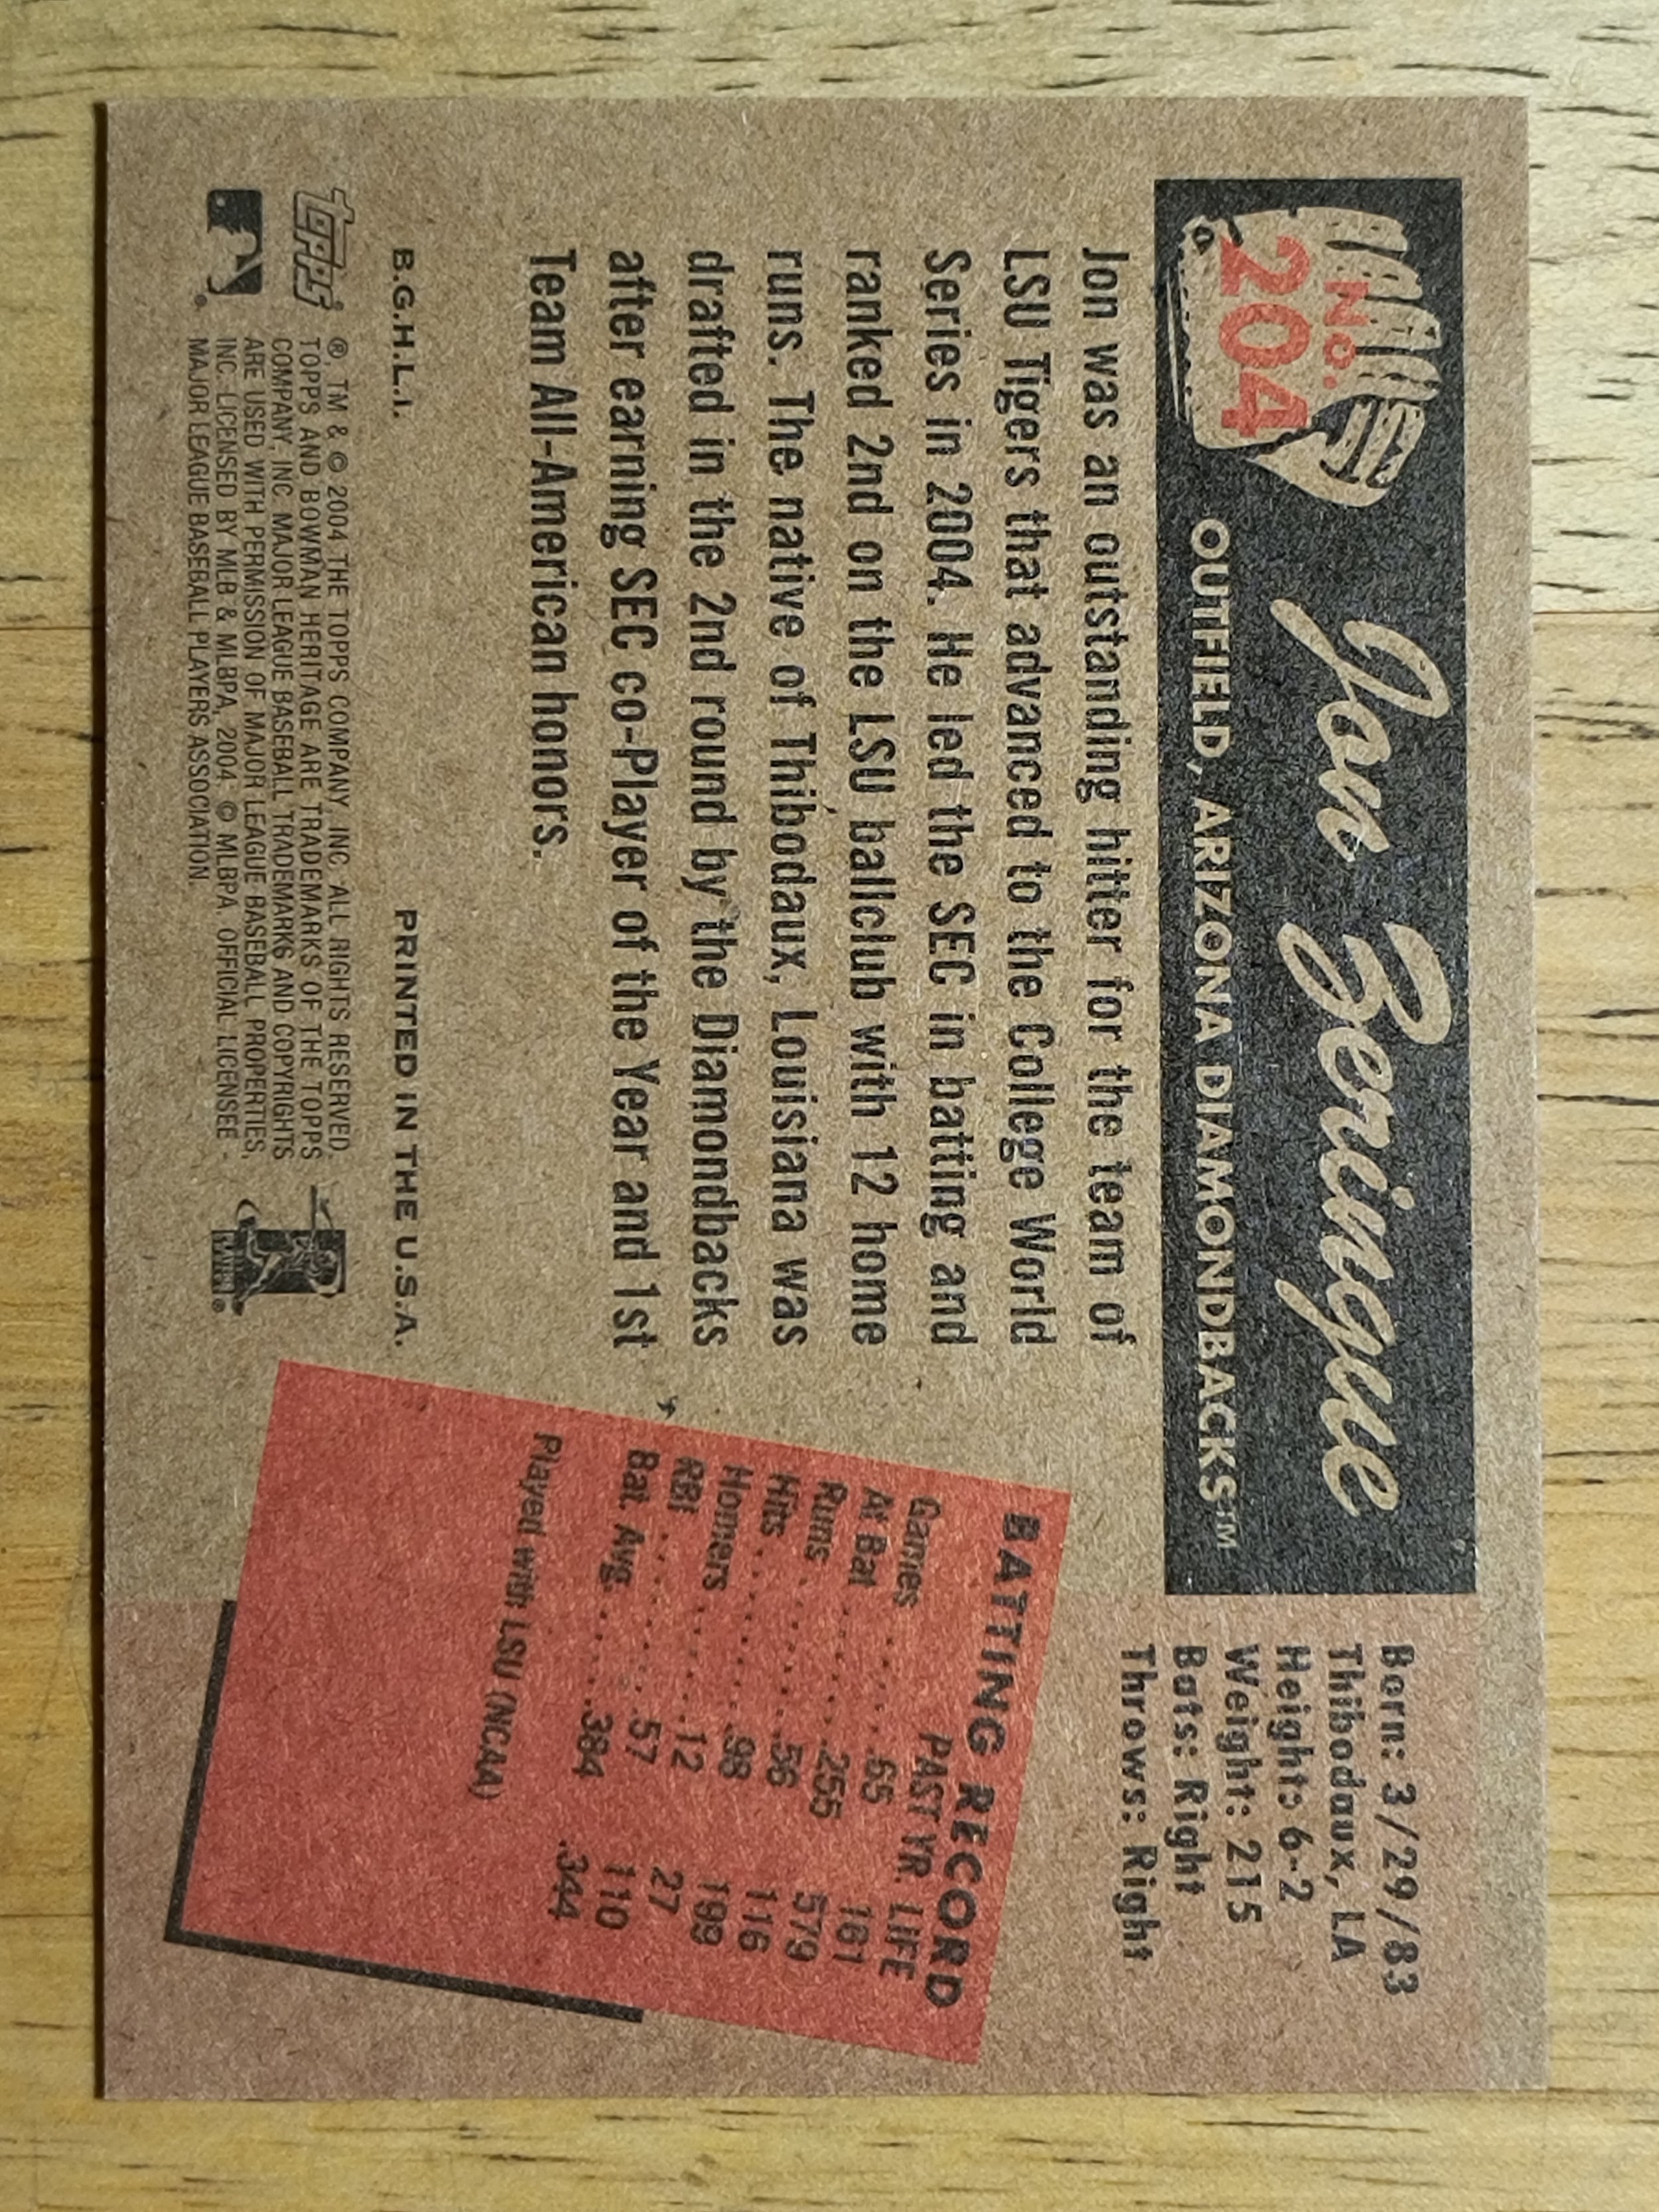 NO.
204
Jon Zeringue
OUTFIELD, ARIZONA DIAMONDBACKS™
Born: 3/29/83
Thibodaux, LA
Height: 6-2
Weight: 215
Bats: Right
Throws: Right
Jon was an outstanding hitter for the team of
LSU Tigers that advanced to the College World
Series in 2004. He led the SEC in batting and
ranked 2nd on the LSU ballclub with 12 home
runs. The native of Thibodaux, Louisiana was
drafted in the 2nd round by the Diamondbacks
after earning SEC co-Player of the Year and 1st
Team All-American honors.
BATTING RECORD
PAST YR. LIFE
Games ......65 161
At Bat ......255 579
Runs ......56 116
Hits ......98 199
Homers ......12 27
RBI ......57 110
Bat. Avg. ......384 .344
Played with LSU (NCAA)
B.G.H.L.I. PRINTED IN THE U.S.A.
topps®
®, TM & © 2004 THE TOPPS COMPANY, INC. ALL RIGHTS RESERVED.
TOPPS AND BOWMAN HERITAGE ARE TRADEMARKS OF THE TOPPS
COMPANY, INC. MAJOR LEAGUE BASEBALL TRADEMARKS AND COPYRIGHTS
ARE USED WITH PERMISSION OF MAJOR LEAGUE BASEBALL PROPERTIES,
INC. LICENSED BY MLB & MLBPA, 2004. © MLBPA. OFFICIAL LICENSEE -
MAJOR LEAGUE BASEBALL PLAYERS ASSOCIATION.